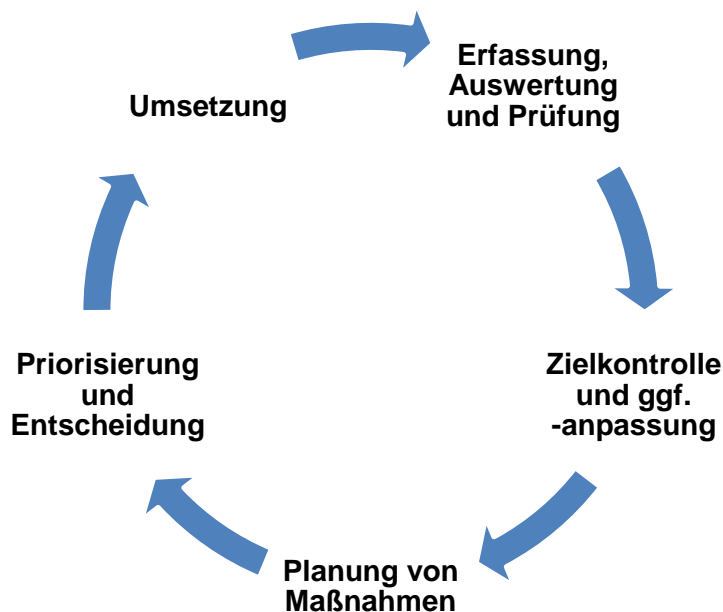 Erfassung,
Auswertung
und Prüfung
Zielkontrolle
und ggf.
-anpassung
Planung von
Maßnahmen
Priorisierung
und
Entscheidung
Umsetzung